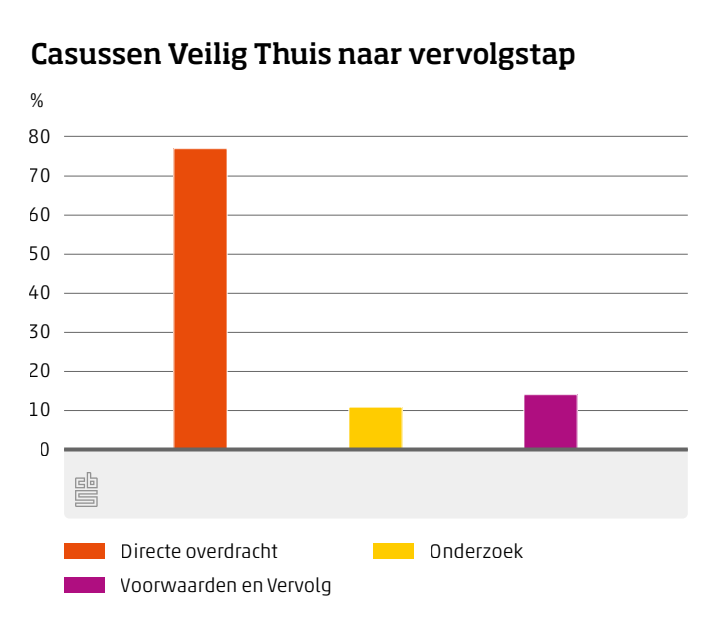 Casussen Veilig Thuis naar vervolgstap
%
80
70
60
50
40
30
20
10
0
cbs
Directe overdracht
Onderzoek
Voorwaarden en Vervolg